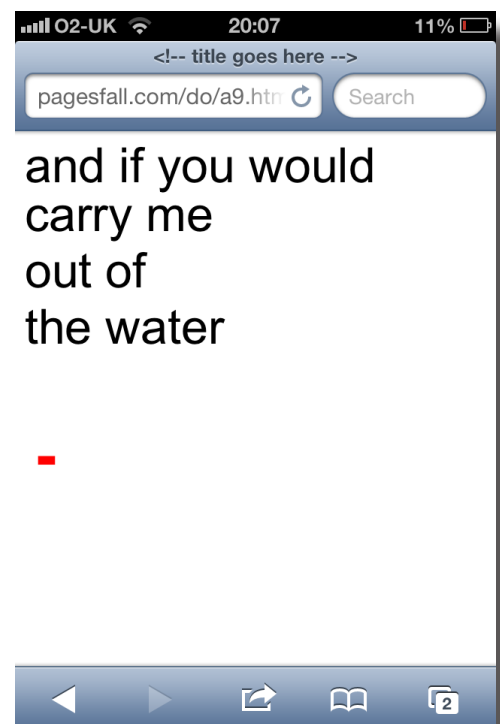 O2-UK 20:07 11%
<!-- title goes here -->
pagesfall.com/do/a9.htm Search
and if you would
carry me
out of
the water
-
2